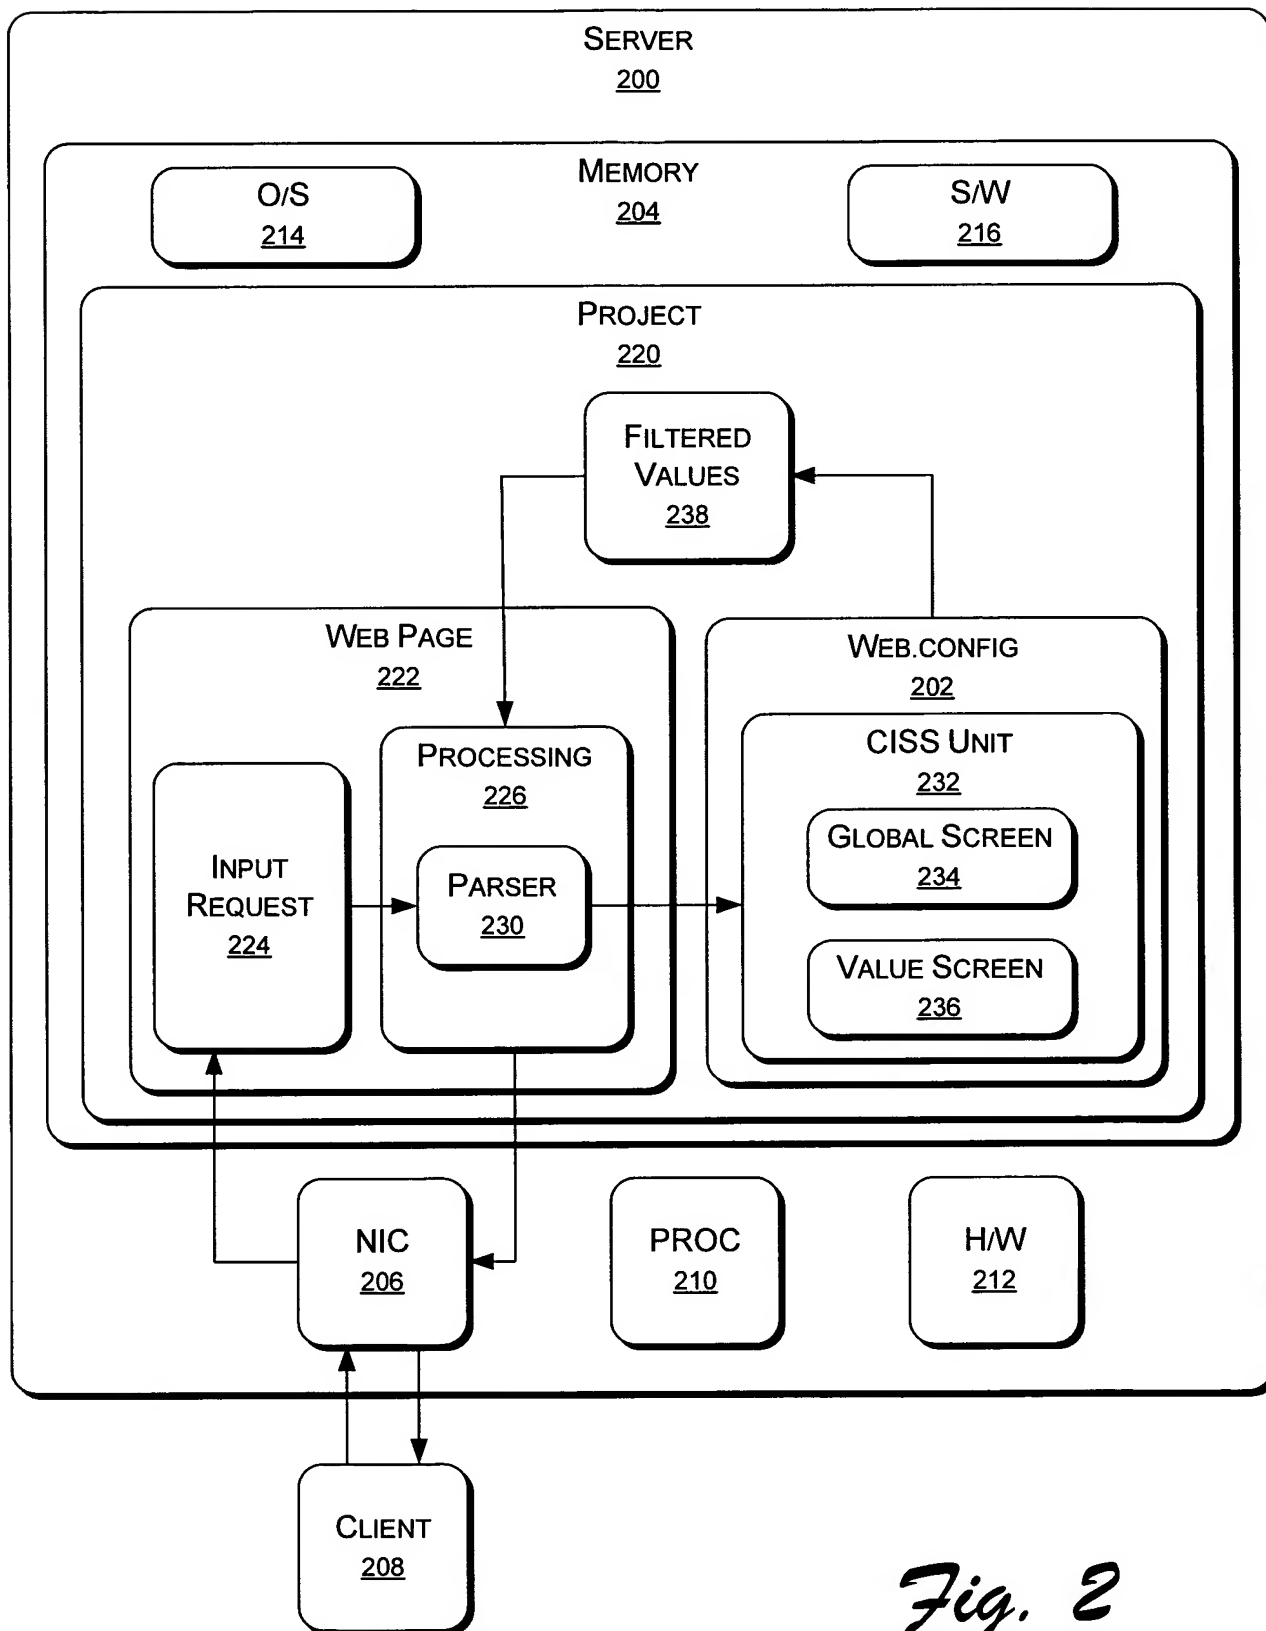 SERVER
200
MEMORY
204
O/S
214
S/W
216
PROJECT
220
FILTERED
VALUES
238
WEB PAGE
222
WEB.CONFIG
202
PROCESSING
226
CISS UNIT
232
INPUT
REQUEST
224
PARSER
230
GLOBAL SCREEN
234
VALUE SCREEN
236
NIC
206
PROC
210
H/W
212
CLIENT
208
Fig. 2